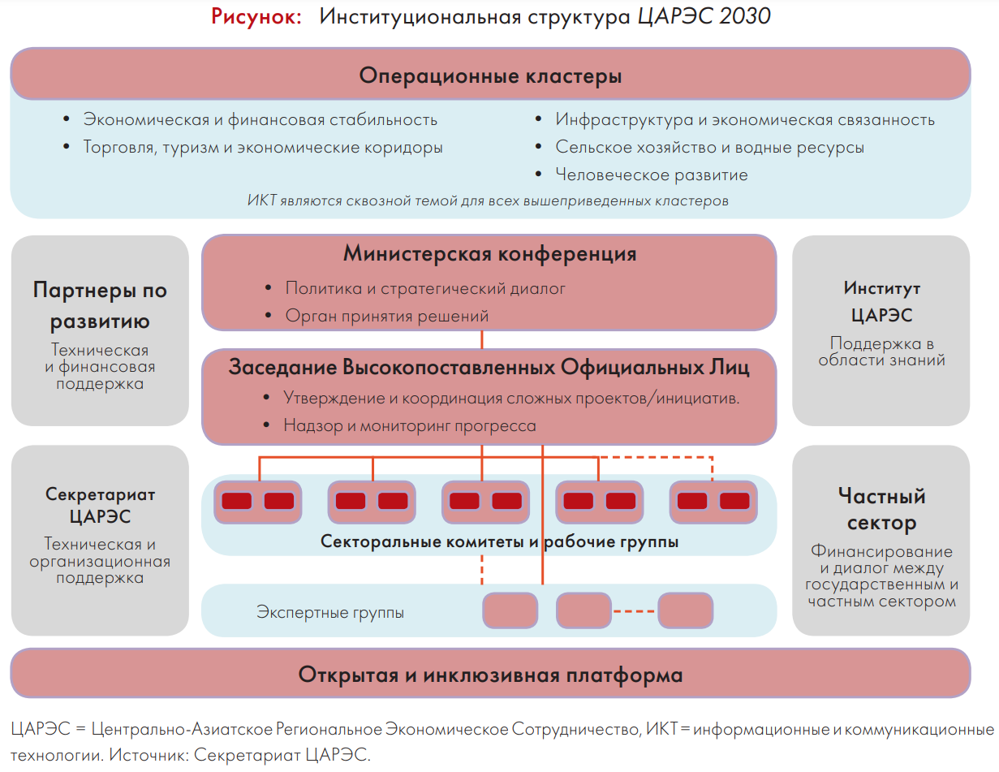 Рисунок: Институциональная структура ЦАРЭС 2030
Операционные кластеры
• Экономическая и финансовая стабильность
• Торговля, туризм и экономические коридоры
• Инфраструктура и экономическая связанность
• Сельское хозяйство и водные ресурсы
• Человеческое развитие
ИКТ являются сквозной темой для всех вышеприведенных кластеров
Партнеры по
развитию
Техническая
и финансовая
поддержка
Министерская конференция
• Политика и стратегический диалог
• Орган принятия решений
Институт
ЦАРЭС
Поддержка в
области знаний
Заседание Высокопоставленных Официальных Лиц
• Утверждение и координация сложных проектов/инициатив.
• Надзор и мониторинг прогресса
Секретариат
ЦАРЭС
Техническая и
организационная
поддержка
Секторальные комитеты и рабочие группы
Экспертные группы
Частный
сектор
Финансирование
и диалог между
государственным и
частным сектором
Открытая и инклюзивная платформа
ЦАРЭС = Центрально-Азиатское Региональное Экономическое Сотрудничество, ИКТ = информационные и коммуникационные
технологии. Источник: Секретариат ЦАРЭС.